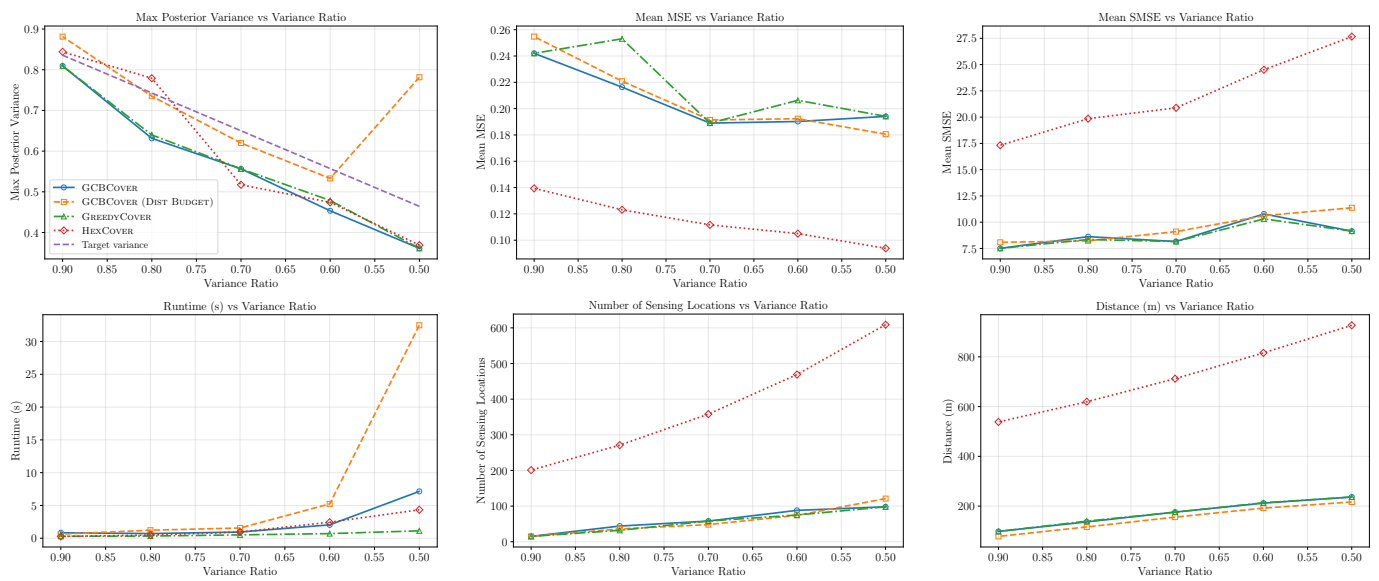 Max Posterior Variance vs Variance Ratio
Max Posterior Variance
0.9
0.8
0.7
0.6
0.5
0.4
GCBCover
GCBCover (Dist Budget)
GreedyCover
HexCover
Target variance
0.90 0.85 0.80 0.75 0.70 0.65 0.60 0.55 0.50
Variance Ratio
Mean MSE vs Variance Ratio
Mean MSE
0.26
0.24
0.22
0.20
0.18
0.16
0.14
0.12
0.10
0.90 0.85 0.80 0.75 0.70 0.65 0.60 0.55 0.50
Variance Ratio
Mean SMSE vs Variance Ratio
Mean SMSE
27.5
25.0
22.5
20.0
17.5
15.0
12.5
10.0
7.5
0.90 0.85 0.80 0.75 0.70 0.65 0.60 0.55 0.50
Variance Ratio
Runtime (s) vs Variance Ratio
Runtime (s)
30
25
20
15
10
5
0
0.90 0.85 0.80 0.75 0.70 0.65 0.60 0.55 0.50
Variance Ratio
Number of Sensing Locations vs Variance Ratio
Number of Sensing Locations
600
500
400
300
200
100
0
0.90 0.85 0.80 0.75 0.70 0.65 0.60 0.55 0.50
Variance Ratio
Distance (m) vs Variance Ratio
Distance (m)
800
600
400
200
0.90 0.85 0.80 0.75 0.70 0.65 0.60 0.55 0.50
Variance Ratio